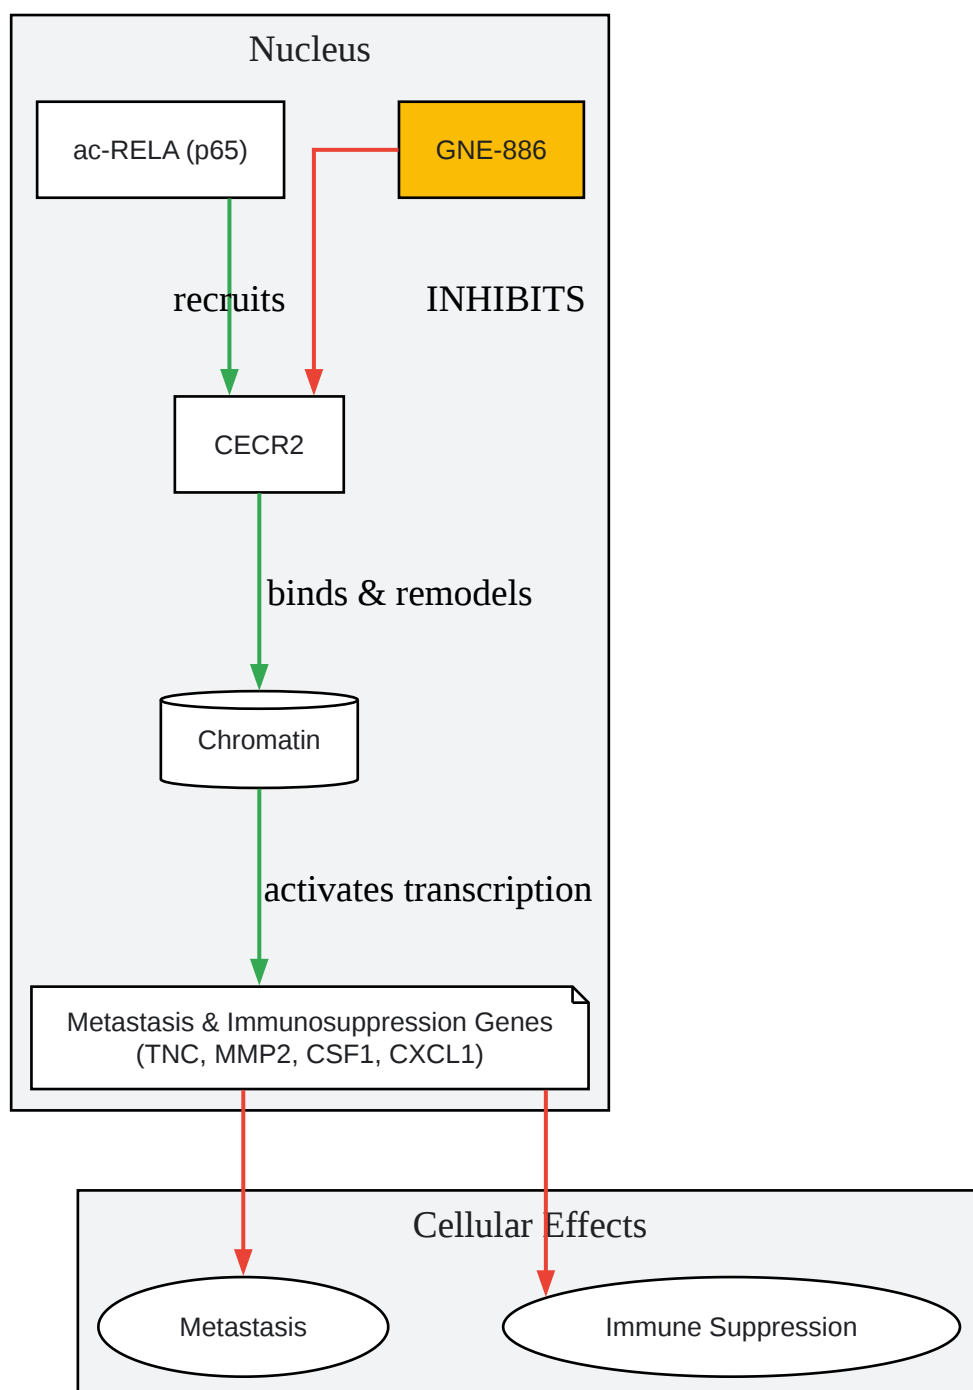 Nucleus
ac-RELA (p65)
GNE-886
recruits
INHIBITS
CECR2
binds & remodels
Chromatin
activates transcription
Metastasis & Immunosuppression Genes
(TNC, MMP2, CSF1, CXCL1)
Cellular Effects
Metastasis
Immune Suppression